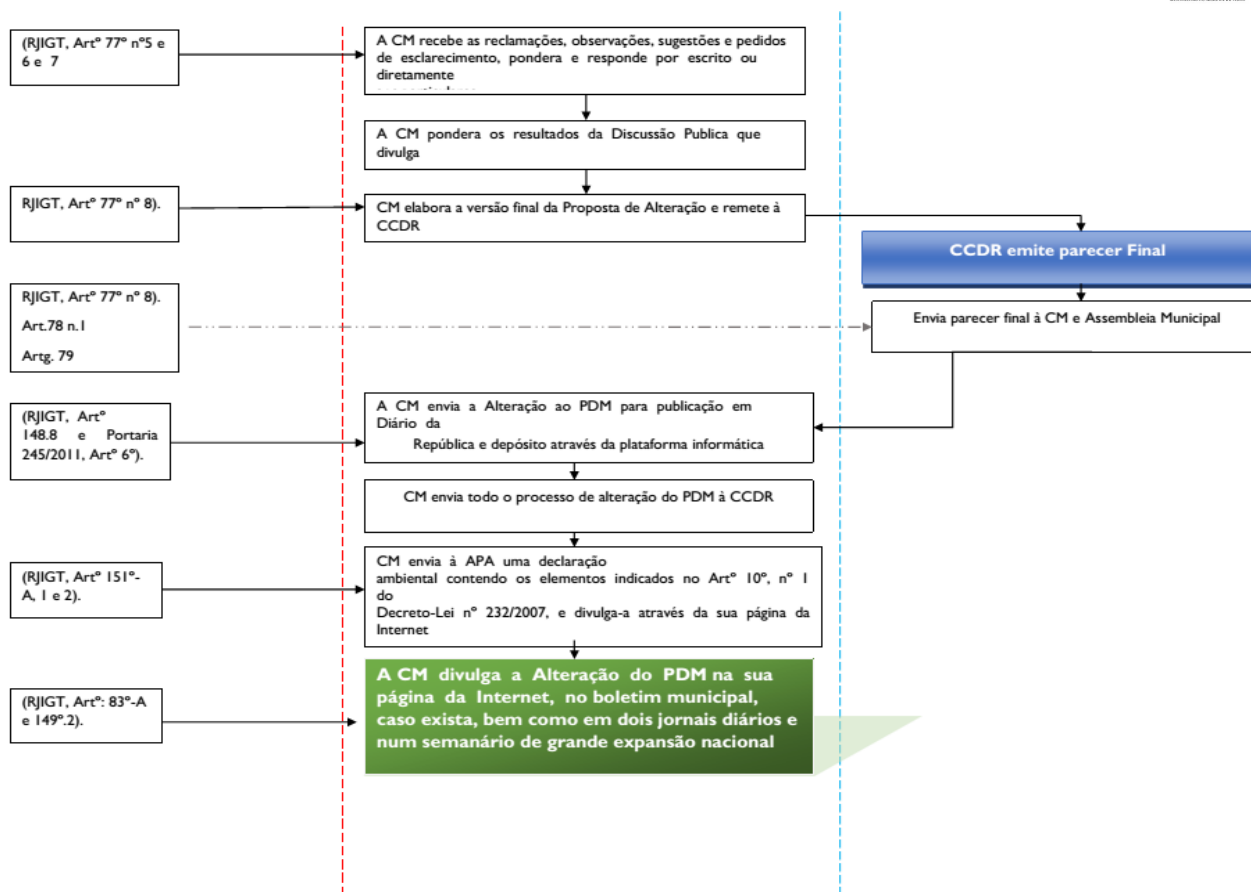 (RJIGT, Artº 77º nº5 e
6 e 7
A CM recebe as reclamações, observações, sugestões e pedidos
de esclarecimento, pondera e responde por escrito ou
diretamente
A CM pondera os resultados da Discussão Publica que
divulga
RJIGT, Artº 77º nº 8).
CM elabora a versão final da Proposta de Alteração e remete à
CCDR
CCDR emite parecer Final
RJIGT, Artº 77º nº 8).
Art.78 n.1
Artg. 79
Envia parecer final à CM e Assembleia Municipal
(RJIGT, Artº
148.8 e Portaria
245/2011, Artº 6º).
A CM envia a Alteração ao PDM para publicação em
Diário da
República e depósito através da plataforma informática
CM envia todo o processo de alteração do PDM à CCDR
(RJIGT, Artº 151º-
A, 1 e 2).
CM envia à APA uma declaração
ambiental contendo os elementos indicados no Artº 10º, nº 1
do
Decreto-Lei nº 232/2007, e divulga-a através da sua página da
Internet
(RJIGT, Artº: 83º-A
e 149º.2).
A CM divulga a Alteração do PDM na sua
página da Internet, no boletim municipal,
caso exista, bem como em dois jornais diários e
num semanário de grande expansão nacional